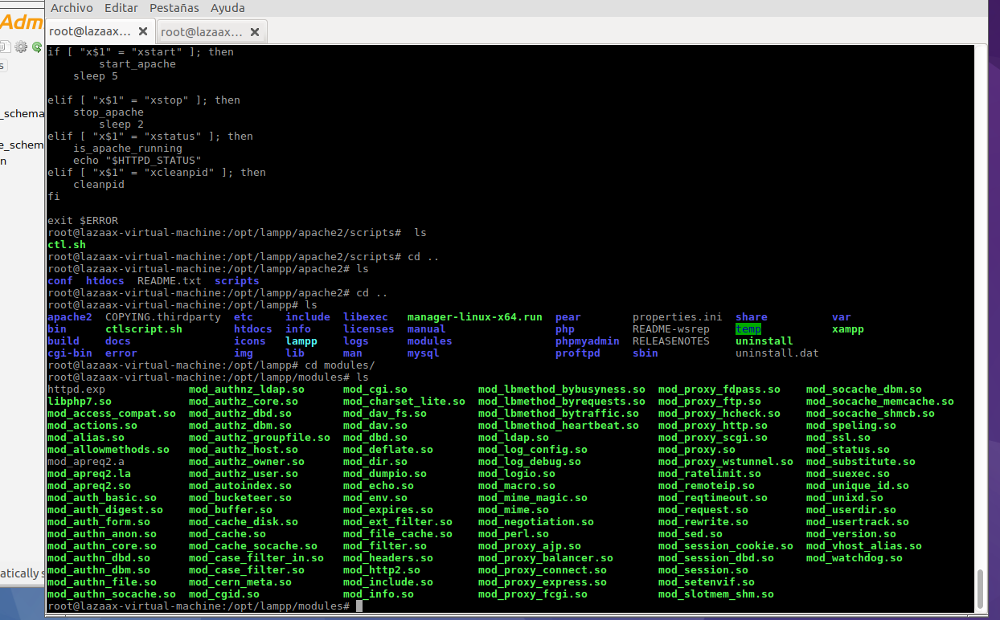 Archivo Editar Pestañas Ayuda
Adm
root@lazaax... root@lazaax...
s
_schema
e_schem
n
atically s
if [ "x$1" = "xstart" ]; then
        start_apache
    sleep 5
elif [ "x$1" = "xstop" ]; then
    stop_apache
        sleep 2
elif [ "x$1" = "xstatus" ]; then
    is_apache_running
    echo "$HTTPD_STATUS"
elif [ "x$1" = "xcleanpid" ]; then
    cleanpid
fi
exit $ERROR
root@lazaax-virtual-machine:/opt/lampp/apache2/scripts#  ls
ctl.sh
root@lazaax-virtual-machine:/opt/lampp/apache2/scripts# cd ..
root@lazaax-virtual-machine:/opt/lampp/apache2# ls
conf  htdocs  README.txt  scripts
root@lazaax-virtual-machine:/opt/lampp/apache2# cd ..
root@lazaax-virtual-machine:/opt/lampp# ls
apache2  COPYING.thirdparty  etc     include  libexec   manager-linux-x64.run  pear        properties.ini  share          var
bin      ctlscript.sh        htdocs  info     licenses  manual                 php         README-wsrep    temp           xampp
build    docs                icons   lampp    logs      modules                phpmyadmin  RELEASENOTES    uninstall
cgi-bin  error               img     lib      man       mysql                  proftpd     sbin            uninstall.dat
root@lazaax-virtual-machine:/opt/lampp# cd modules/
root@lazaax-virtual-machine:/opt/lampp/modules# ls
httpd.exp             mod_authnz_ldap.so      mod_cgi.so           mod_lbmethod_bybusyness.so  mod_proxy_fdpass.so    mod_socache_dbm.so
libphp7.so            mod_authz_core.so       mod_charset_lite.so  mod_lbmethod_byrequests.so  mod_proxy_ftp.so       mod_socache_memcache.so
mod_access_compat.so  mod_authz_dbd.so        mod_dav_fs.so        mod_lbmethod_bytraffic.so   mod_proxy_hcheck.so    mod_socache_shmcb.so
mod_actions.so        mod_authz_dbm.so        mod_dav.so           mod_lbmethod_heartbeat.so   mod_proxy_http.so      mod_speling.so
mod_alias.so          mod_authz_groupfile.so  mod_dbd.so           mod_ldap.so                 mod_proxy_scgi.so      mod_ssl.so
mod_allowmethods.so   mod_authz_host.so       mod_deflate.so       mod_log_config.so           mod_proxy.so           mod_status.so
mod_apreq2.a          mod_authz_owner.so      mod_dir.so           mod_log_debug.so            mod_proxy_wstunnel.so  mod_substitute.so
mod_apreq2.la         mod_authz_user.so       mod_dumpio.so        mod_logio.so                mod_ratelimit.so       mod_suexec.so
mod_apreq2.so         mod_autoindex.so        mod_echo.so          mod_macro.so                mod_remoteip.so        mod_unique_id.so
mod_auth_basic.so     mod_bucketeer.so        mod_env.so           mod_mime_magic.so           mod_reqtimeout.so      mod_unixd.so
mod_auth_digest.so    mod_buffer.so           mod_expires.so       mod_mime.so                 mod_request.so         mod_userdir.so
mod_auth_form.so      mod_cache_disk.so       mod_ext_filter.so    mod_negotiation.so          mod_rewrite.so         mod_usertrack.so
mod_authn_anon.so     mod_cache.so            mod_file_cache.so    mod_perl.so                 mod_sed.so             mod_version.so
mod_authn_core.so     mod_cache_socache.so    mod_filter.so        mod_proxy_ajp.so            mod_session_cookie.so  mod_vhost_alias.so
mod_authn_dbd.so      mod_case_filter_in.so   mod_headers.so       mod_proxy_balancer.so       mod_session_dbd.so     mod_watchdog.so
mod_authn_dbm.so      mod_case_filter.so      mod_http2.so         mod_proxy_connect.so        mod_session.so
mod_authn_file.so     mod_cern_meta.so        mod_include.so       mod_proxy_express.so        mod_setenvif.so
mod_authn_socache.so  mod_cgid.so             mod_info.so          mod_proxy_fcgi.so           mod_slotmem_shm.so
root@lazaax-virtual-machine:/opt/lampp/modules#